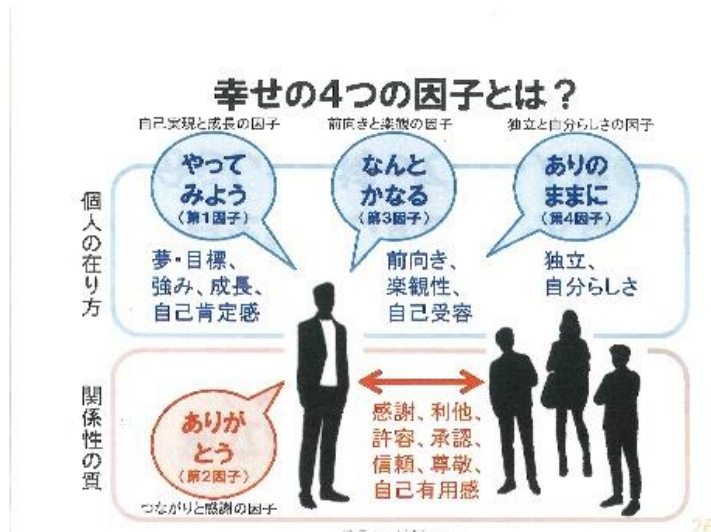 幸せの4つの因子とは？
自己実現と成長の因子
前向きと楽観の因子
独立と自分らしさの因子
やって
みよう
(第1因子)
なんと
かなる
(第3因子)
ありの
ままに
(第4因子)
個人の在り方
夢・目標、
強み、成長、
自己肯定感
前向き、
楽観性、
自己受容
独立、
自分らしさ
関係性の質
ありが
とう
(第2因子)
つながりと感謝の因子
感謝、利他、
許容、承認、
信頼、尊敬、
自己有用感